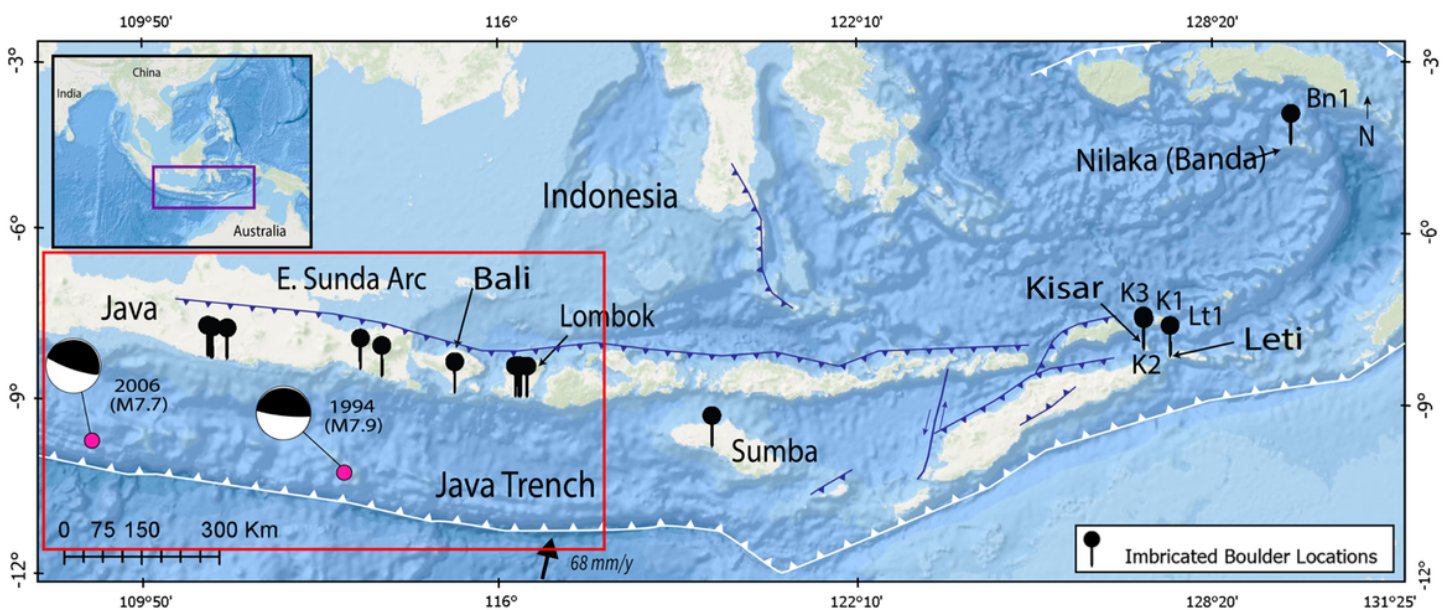 109°50' 116° 122°10' 128°20'
-3° -3°
China
India
Australia
Bn1
N
Nilaka (Banda)
Indonesia
-6° -6°
E. Sunda Arc Bali
Java
Lombok
Kisar K3 K1
Lt1
Leti
K2
2006
(M7.7)
1994
(M7.9)
-9° -9°
Sumba
Java Trench
0 75 150 300 Km
68 mm/y
Imbricated Boulder Locations
-12° -12°
109°50' 116° 122°10' 128°20' 131°25'